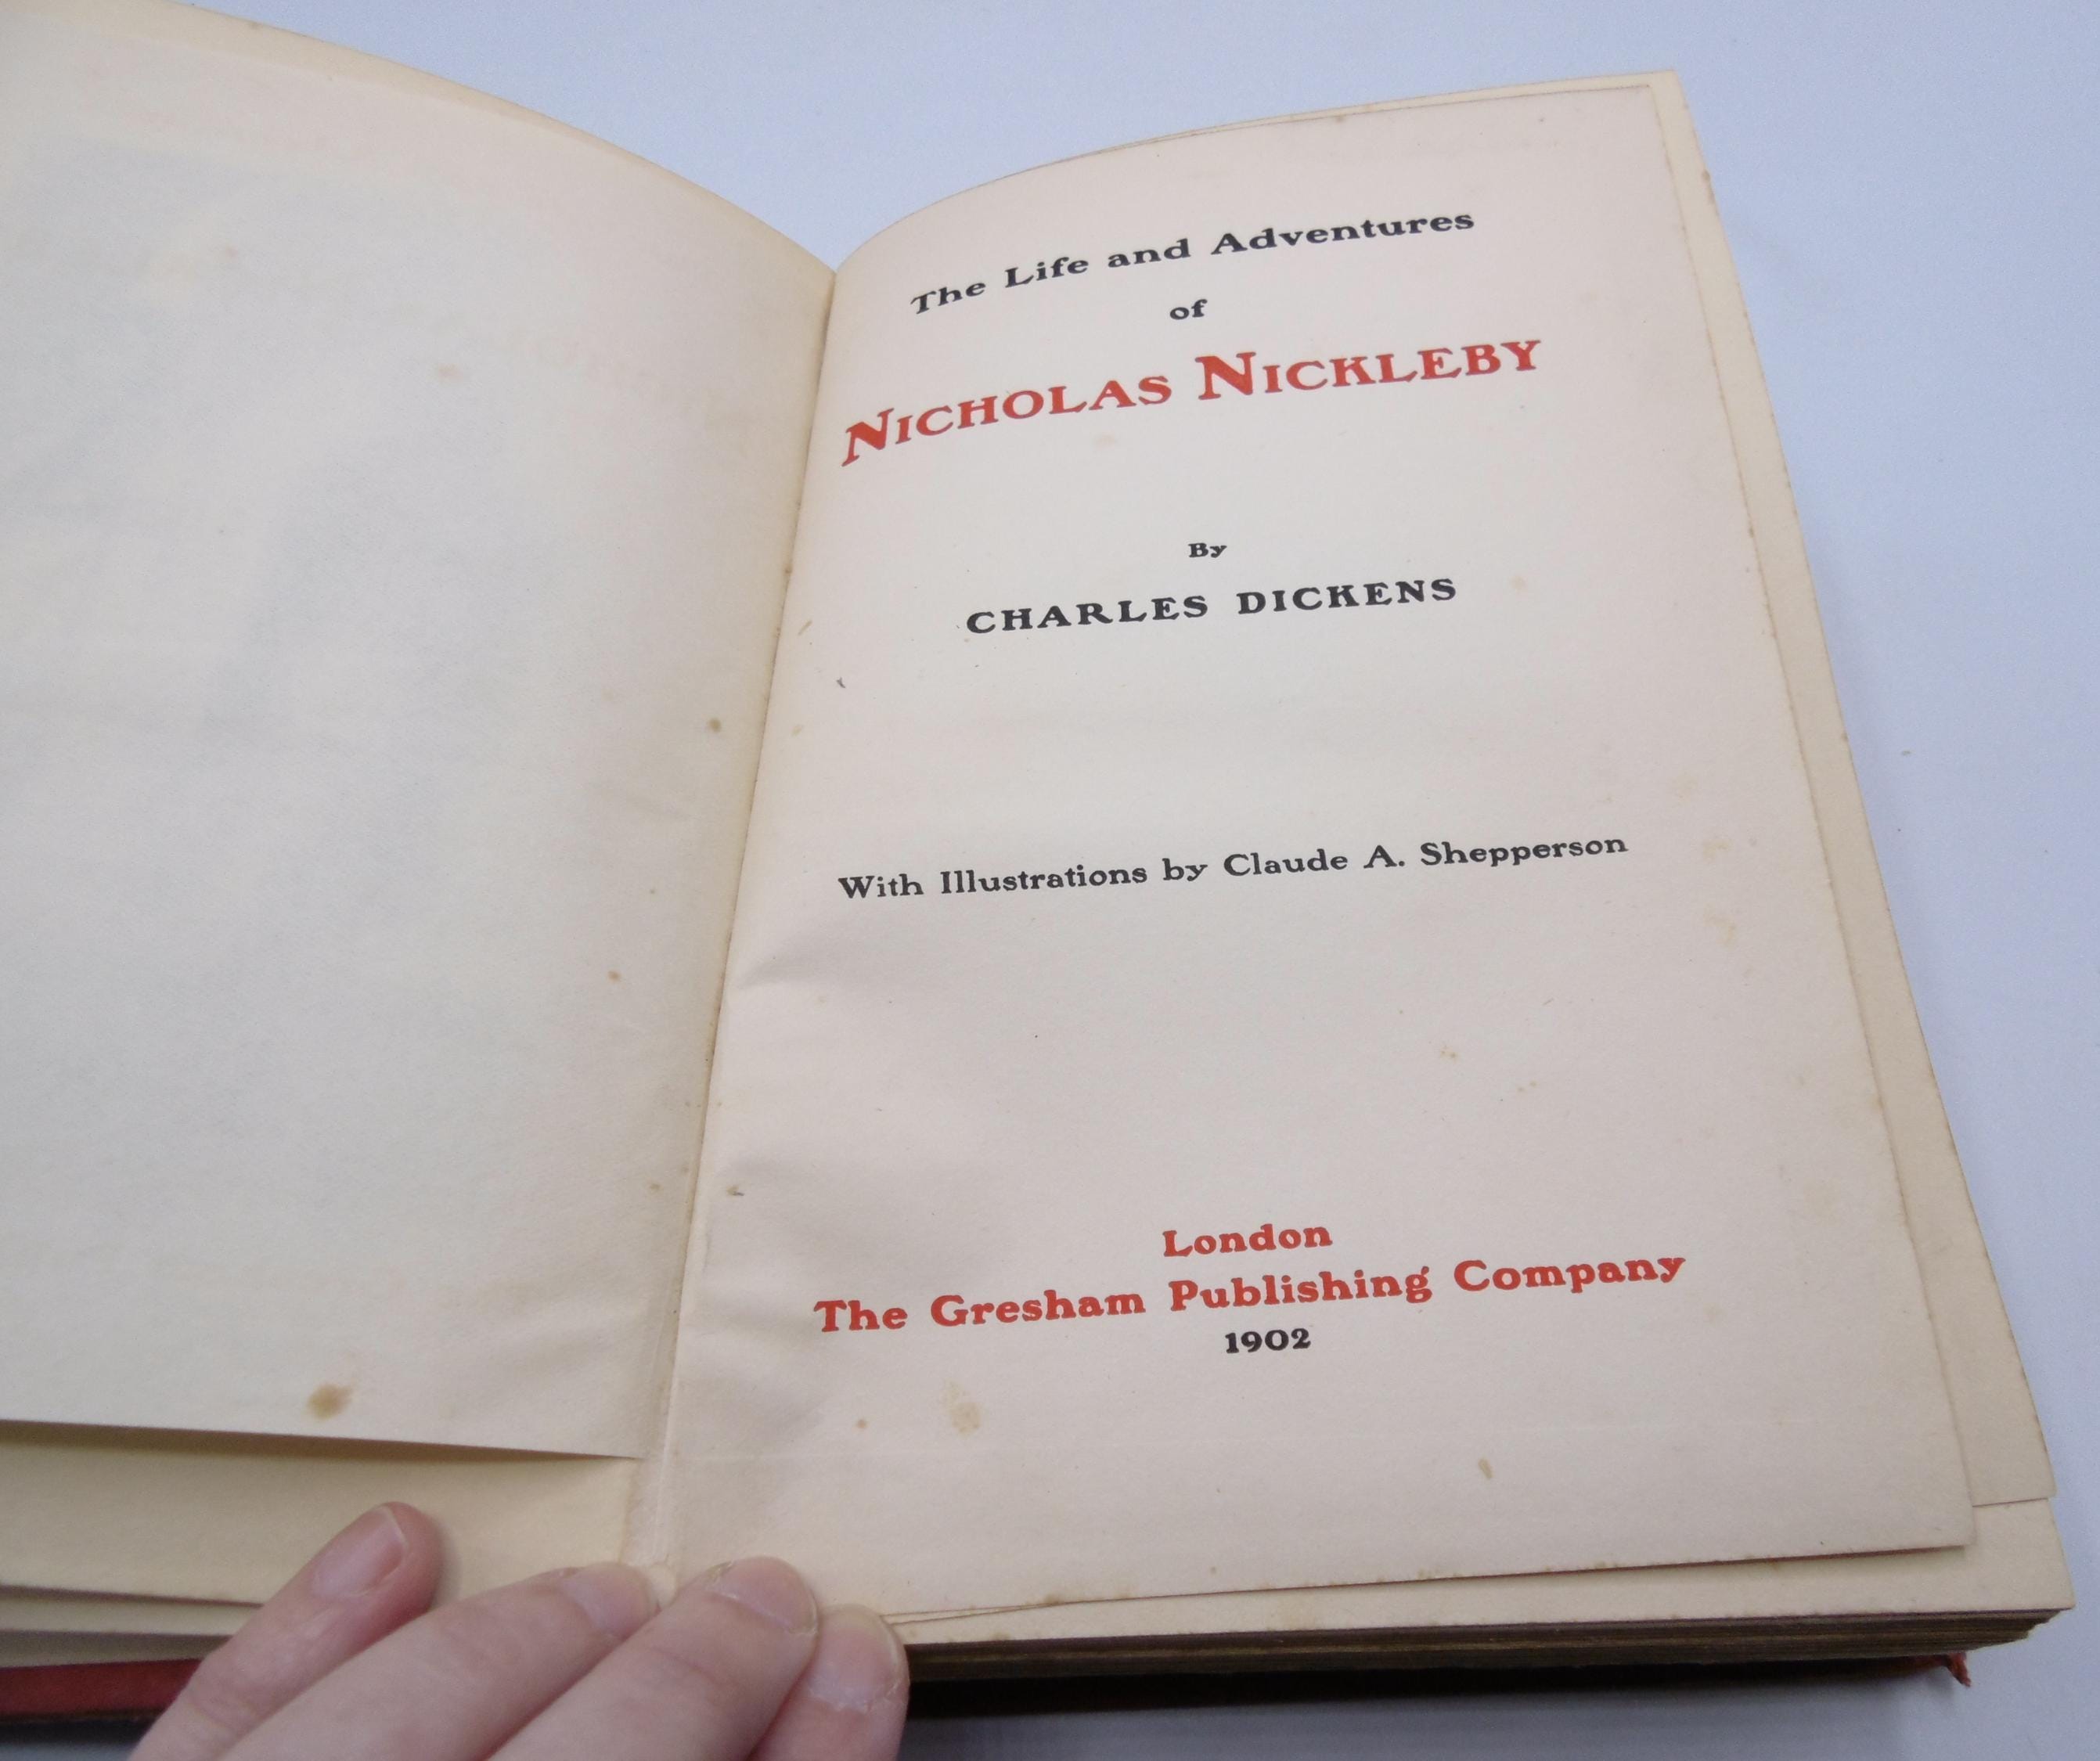 The Life and Adventures
of
NICHOLAS NICKLEBY
By
CHARLES DICKENS
With Illustrations by Claude A. Shepperson
London
The Gresham Publishing Company
1902